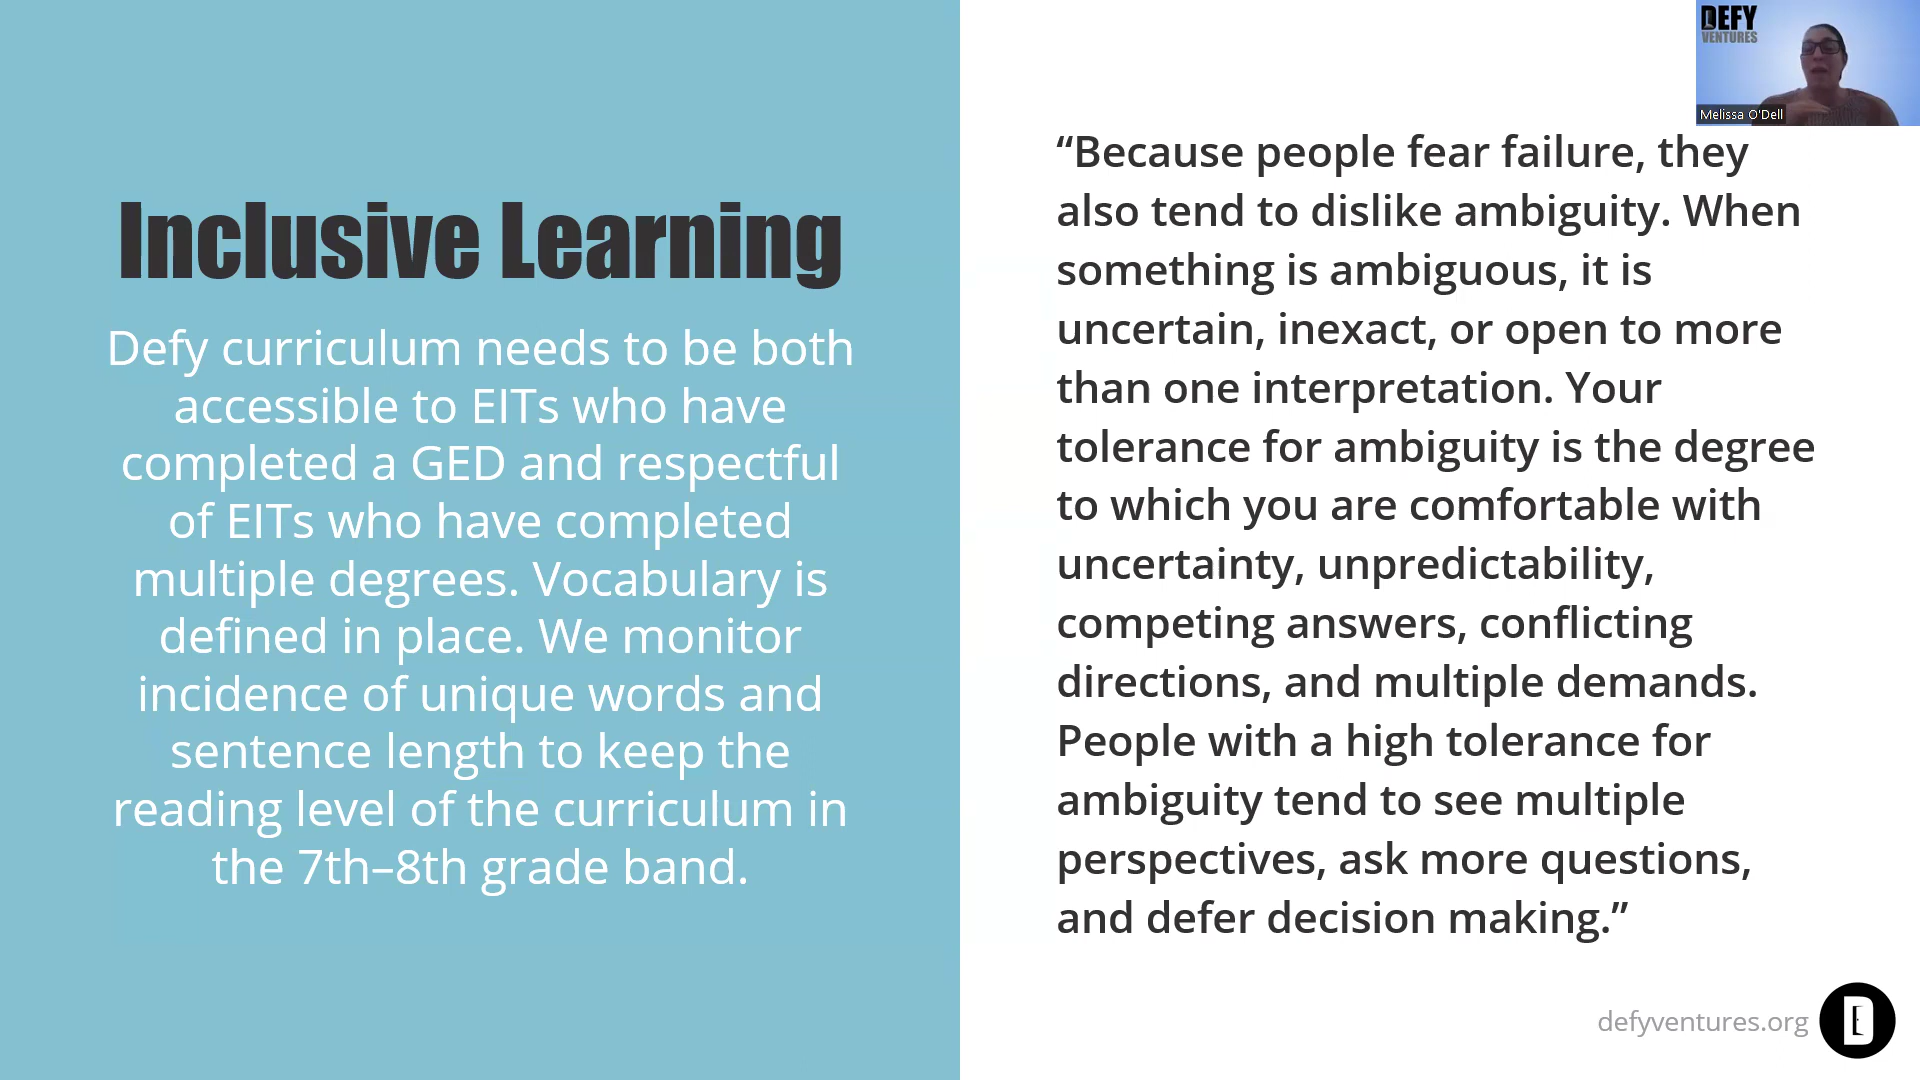 DEFY
VENTURES
Melissa O'Dell
Inclusive Learning
Defy curriculum needs to be both
accessible to EITs who have
completed a GED and respectful
of EITs who have completed
multiple degrees. Vocabulary is
defined in place. We monitor
incidence of unique words and
sentence length to keep the
reading level of the curriculum in
the 7th–8th grade band.
“Because people fear failure, they
also tend to dislike ambiguity. When
something is ambiguous, it is
uncertain, inexact, or open to more
than one interpretation. Your
tolerance for ambiguity is the degree
to which you are comfortable with
uncertainty, unpredictability,
competing answers, conflicting
directions, and multiple demands.
People with a high tolerance for
ambiguity tend to see multiple
perspectives, ask more questions,
and defer decision making.”
defyventures.org
D